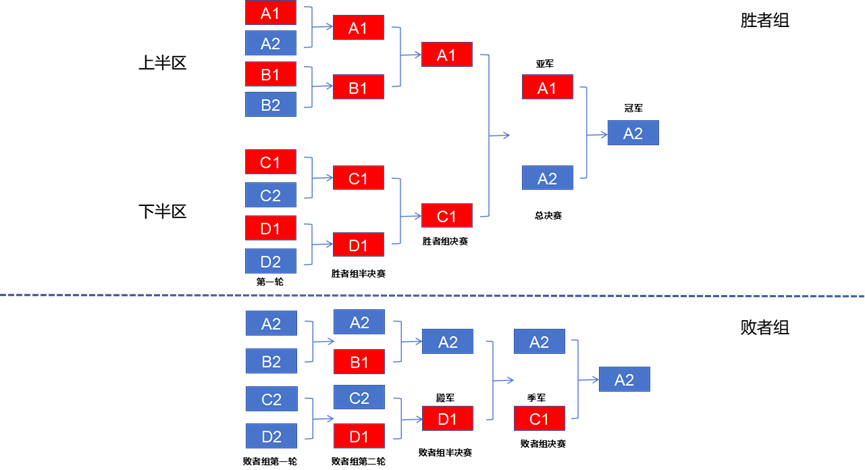 胜者组
上半区
A1
A2
B1
B2
A1
B1
A1
亚军
A1
冠军
A2
下半区
C1
C2
D1
D2
C1
D1
C1
A2
第一轮
胜者组半决赛
胜者组决赛
总决赛
败者组
A2
B2
C2
D2
A2
B1
C2
D1
A2
殿军
D1
A2
季军
C1
A2
败者组第一轮
败者组第二轮
败者组半决赛
败者组决赛